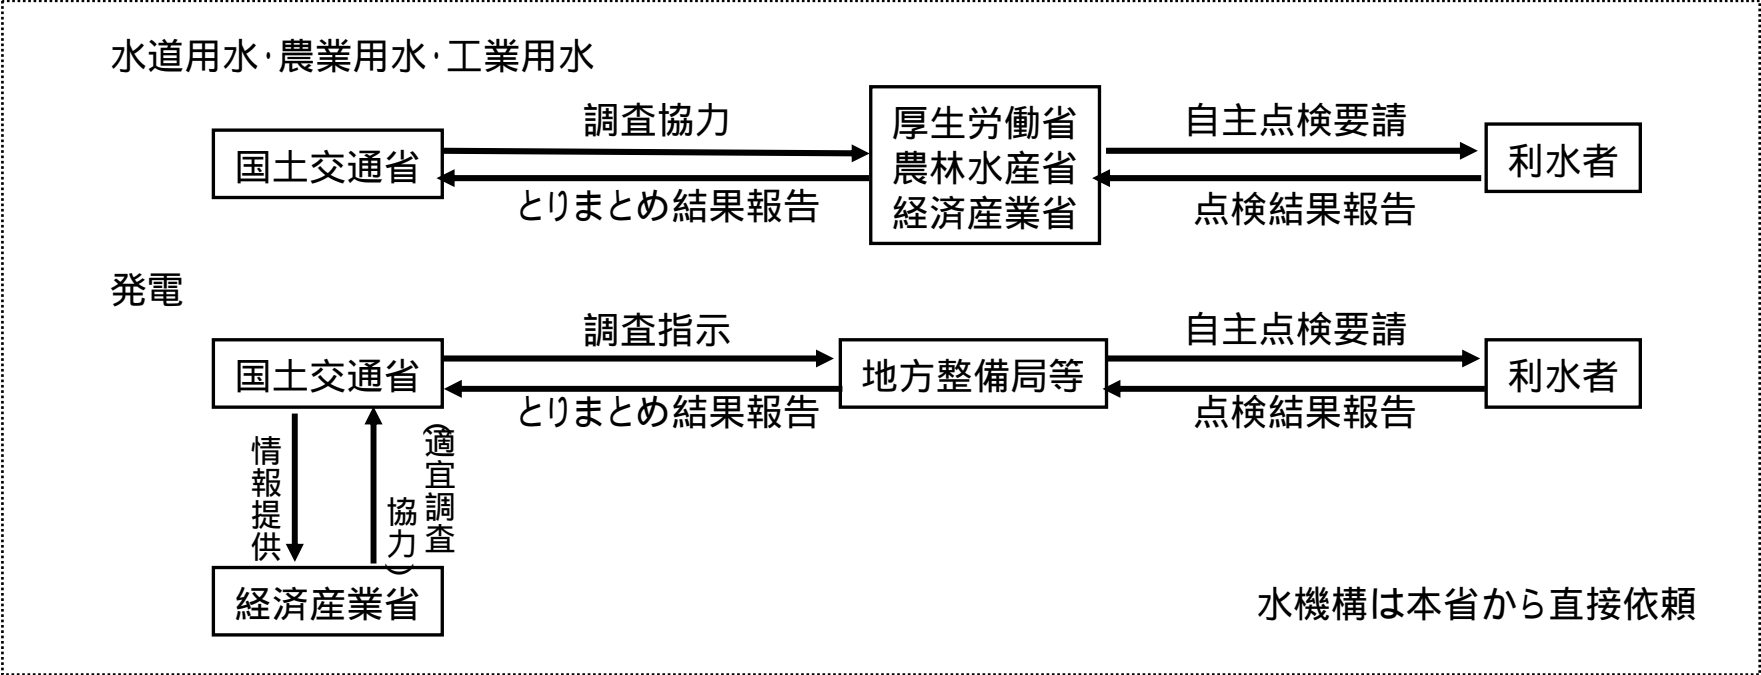 水道用水・農業用水・工業用水
調査協力
自主点検要請
国土交通省
厚生労働省
農林水産省
経済産業省
利水者
とりまとめ結果報告
点検結果報告
発電
調査指示
自主点検要請
国土交通省
地方整備局等
利水者
とりまとめ結果報告
点検結果報告
情報提供
(適宜調査
協力)
経済産業省
水機構は本省から直接依頼